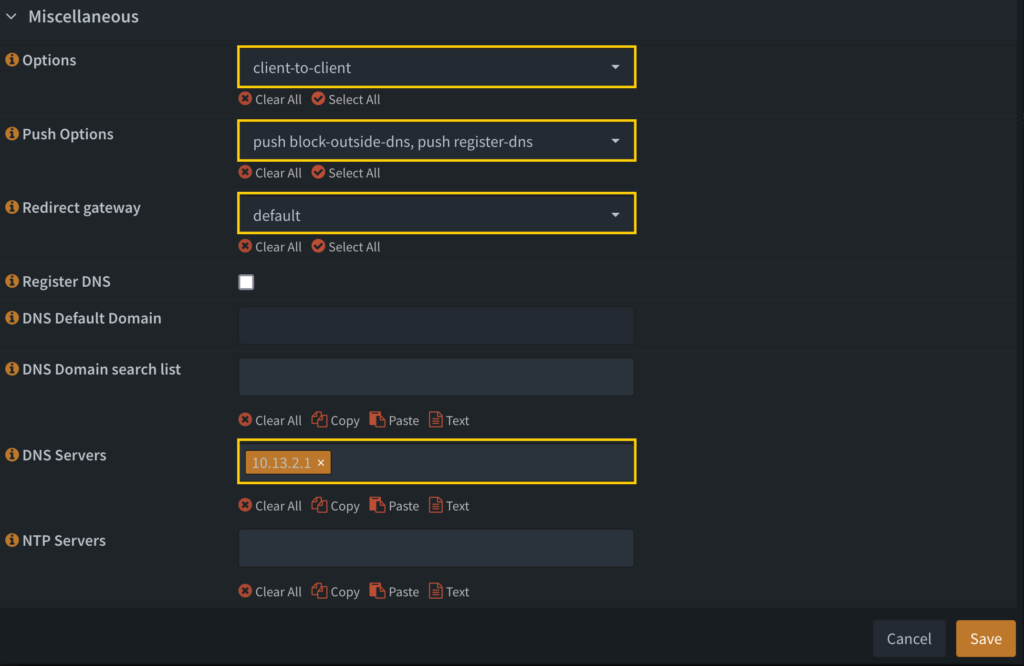 Miscellaneous
Options
client-to-client
Clear All Select All
Push Options
push block-outside-dns, push register-dns
Clear All Select All
Redirect gateway
default
Clear All Select All
Register DNS
DNS Default Domain
DNS Domain search list
Clear All Copy Paste Text
DNS Servers
10.13.2.1 ×
Clear All Copy Paste Text
NTP Servers
Clear All Copy Paste Text
Cancel Save